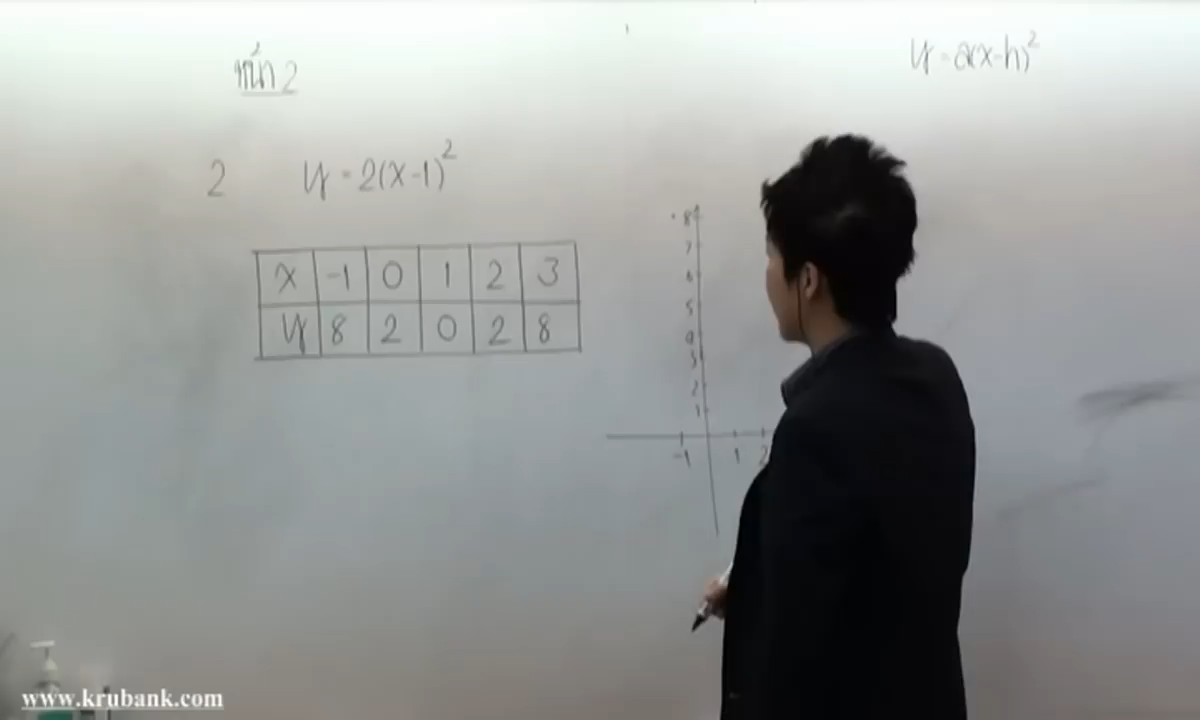 หน้า 2
y = a(x-h)²
2 y = 2(x-1)²
x -1 0 1 2 3
y 8 2 0 2 8
8
7
6
5
4
3
2
1
-1 1 2
www.krubank.com